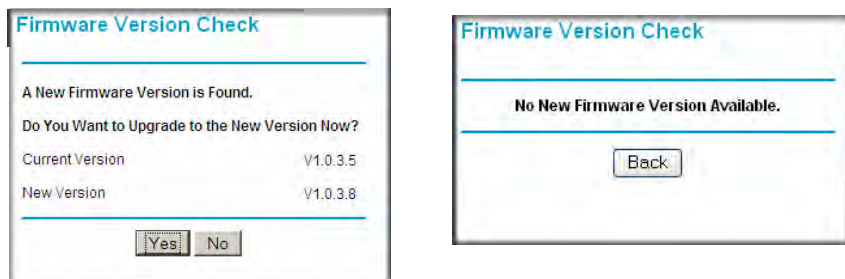 Firmware Version Check
A New Firmware Version is Found.
Do You Want to Upgrade to the New Version Now?
Current Version V1.0.3.5
New Version V1.0.3.8
Yes No
Firmware Version Check
No New Firmware Version Available.
Back